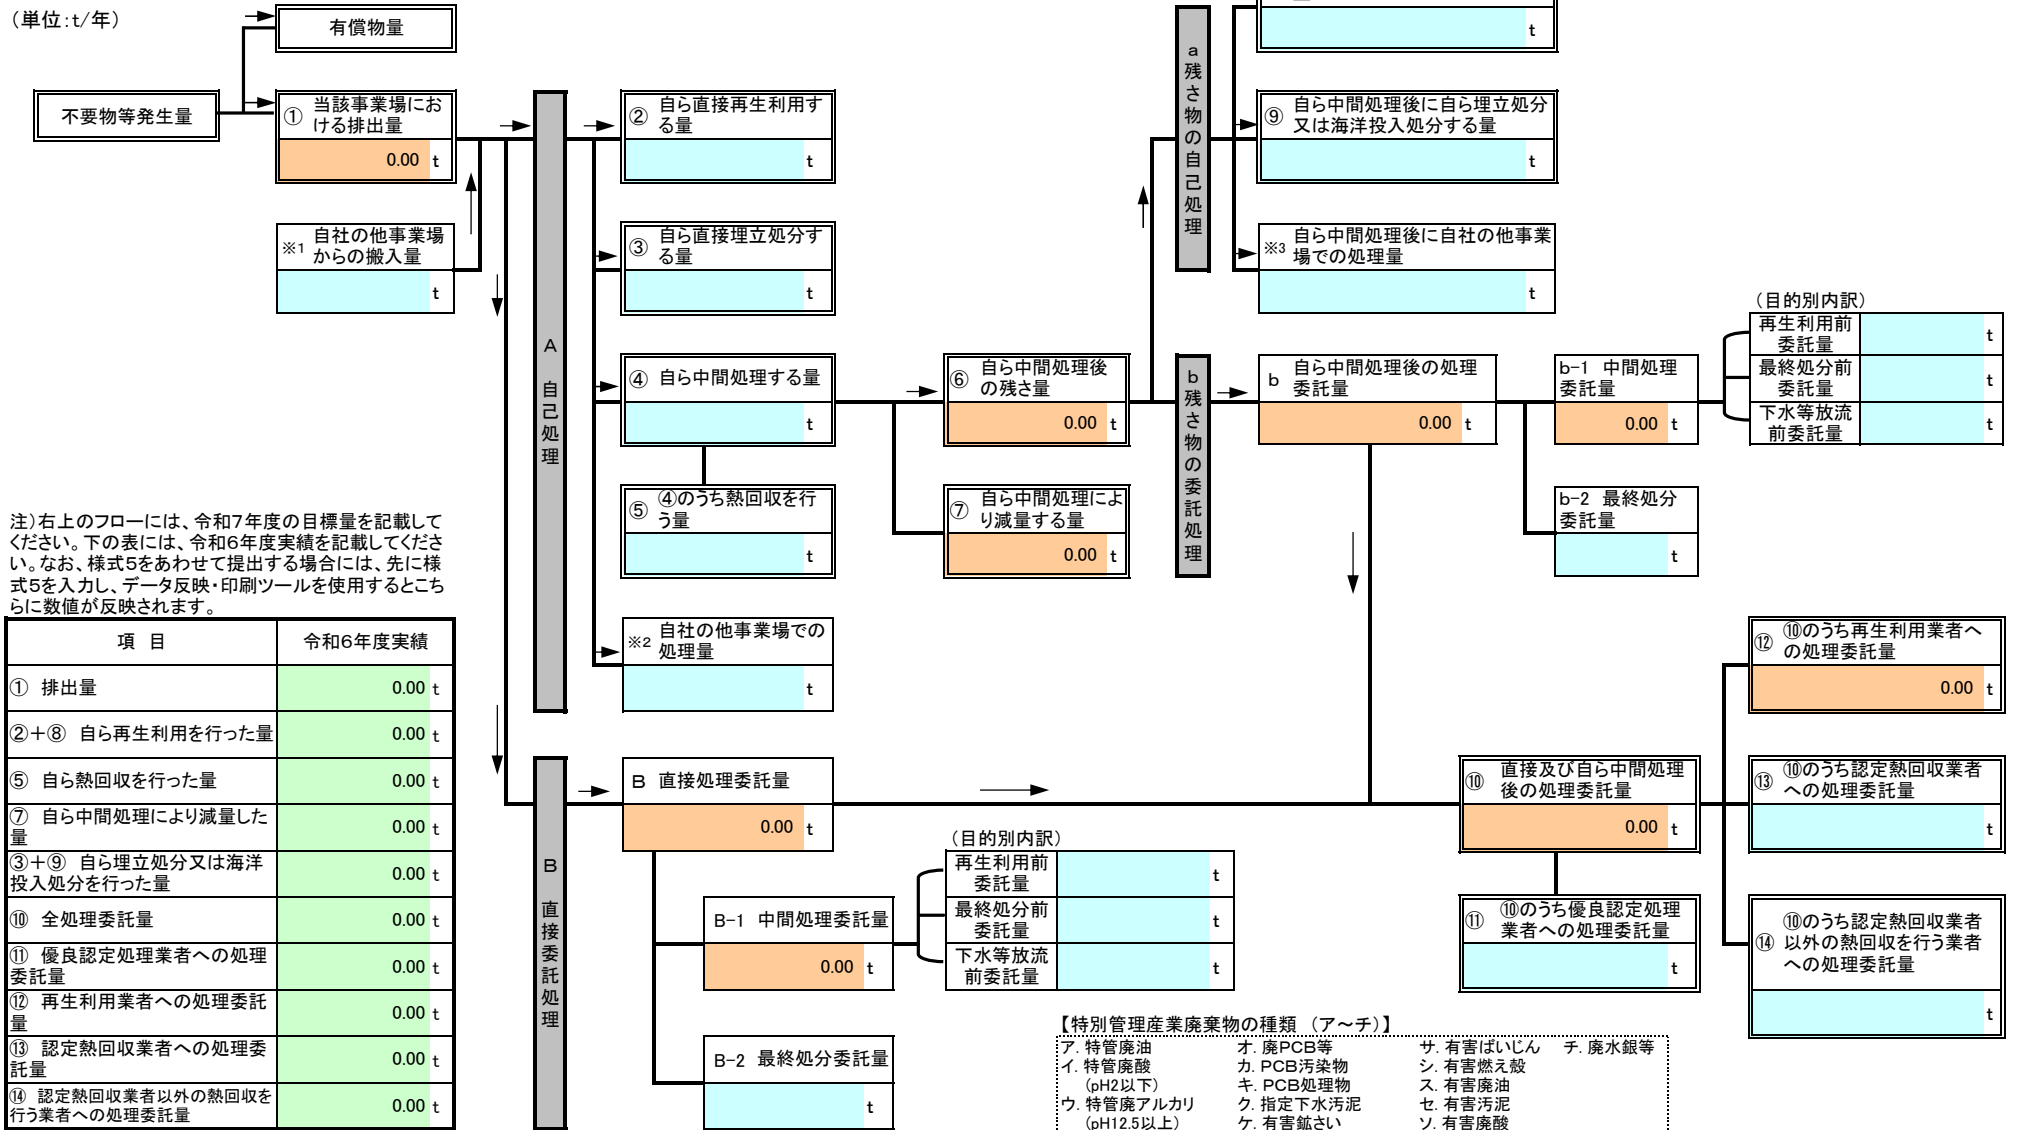 （単位：t/年）
有償物量
不要物等発生量
①
当該事業場にお
ける排出量
0.00 t
※1
自社の他事業場
からの搬入量
t
A 自己処理
②
自ら直接再生利用す
る量
t
③
自ら直接埋立処分す
る量
t
④ 自ら中間処理する量
t
⑤
④のうち熱回収を行
う量
t
※2
自社の他事業場での
処理量
t
⑥
自ら中間処理後
の残さ量
0.00 t
⑦
自ら中間処理によ
り減量する量
0.00 t
a 残さ物の自己処理
t
⑨
自ら中間処理後に自ら埋立処分
又は海洋投入処分する量
t
※3
自ら中間処理後に自社の他事業
場での処理量
t
b 残さ物の委託処理
b
自ら中間処理後の処理
委託量
0.00 t
b-1 中間処理
委託量
0.00 t
b-2 最終処分
委託量
t
（目的別内訳）
再生利用前
委託量
t
最終処分前
委託量
t
下水等放流
前委託量
t
注）右上のフローには、令和7年度の目標量を記載して
ください。下の表には、令和6年度実績を記載してくださ
い。なお、様式5をあわせて提出する場合には、先に様
式5を入力し、データ反映・印刷ツールを使用するとこち
らに数値が反映されます。
項 目 令和6年度実績
① 排出量 0.00 t
②＋⑧ 自ら再生利用を行った量 0.00 t
⑤ 自ら熱回収を行った量 0.00 t
⑦ 自ら中間処理により減量した
量 0.00 t
③＋⑨ 自ら埋立処分又は海洋
投入処分を行った量 0.00 t
⑩ 全処理委託量 0.00 t
⑪ 優良認定処理業者への処理
委託量 0.00 t
⑫ 再生利用業者への処理委託
量 0.00 t
⑬ 認定熱回収業者への処理委
託量 0.00 t
⑭ 認定熱回収業者以外の熱回収を
行う業者への処理委託量 0.00 t
B 直接委託処理
B 直接処理委託量
0.00 t
B-1 中間処理委託量
0.00 t
B-2 最終処分委託量
t
（目的別内訳）
再生利用前
委託量
t
最終処分前
委託量
t
下水等放流
前委託量
t
⑩
直接及び自ら中間処理
後の処理委託量
0.00 t
⑪
⑩のうち優良認定処理
業者への処理委託量
t
⑫
⑩のうち再生利用業者へ
の処理委託量
0.00 t
⑬
⑩のうち認定熱回収業者
への処理委託量
t
⑭
⑩のうち認定熱回収業者
以外の熱回収を行う業者
への処理委託量
t
【特別管理産業廃棄物の種類 （ア～チ）】
ア. 特管廃油 オ. 廃PCB等 サ. 有害ばいじん チ. 廃水銀等
イ. 特管廃酸 カ. PCB汚染物 シ. 有害燃え殻
（pH2以下） キ. PCB処理物 ス. 有害廃油
ウ. 特管廃アルカリ ク. 指定下水汚泥 セ. 有害汚泥
（pH12.5以上） ケ. 有害鉱さい ソ. 有害廃酸